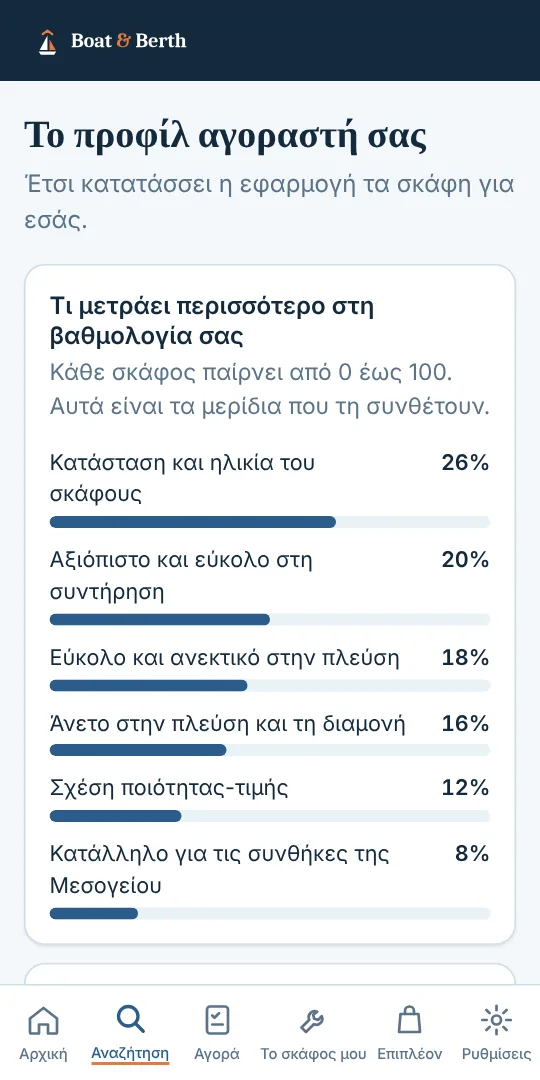 Boat & Berth
Το προφίλ αγοραστή σας
Έτσι κατατάσσει η εφαρμογή τα σκάφη για
εσάς.
Τι μετράει περισσότερο στη
βαθμολογία σας
Κάθε σκάφος παίρνει από 0 έως 100.
Αυτά είναι τα μερίδια που τη συνθέτουν.
Κατάσταση και ηλικία του 26%
σκάφους
Αξιόπιστο και εύκολο στη 20%
συντήρηση
Εύκολο και ανεκτικό στην πλεύση 18%
Άνετο στην πλεύση και τη διαμονή 16%
Σχέση ποιότητας-τιμής 12%
Κατάλληλο για τις συνθήκες της 8%
Μεσογείου
Αρχική Αναζήτηση Αγορά Το σκάφος μου Επιπλέον Ρυθμίσεις